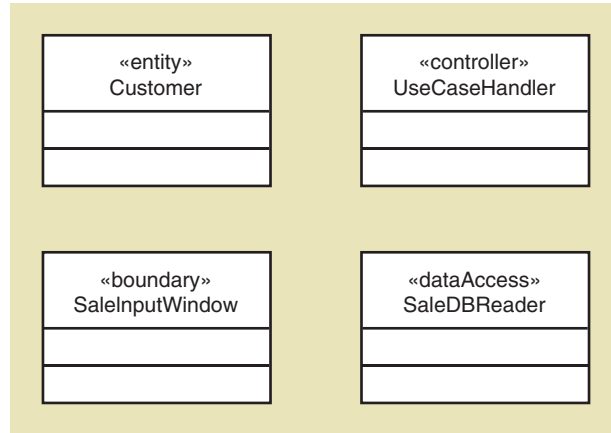 «entity»
Customer
«controller»
UseCaseHandler
«boundary»
SaleInputWindow
«dataAccess»
SaleDBReader